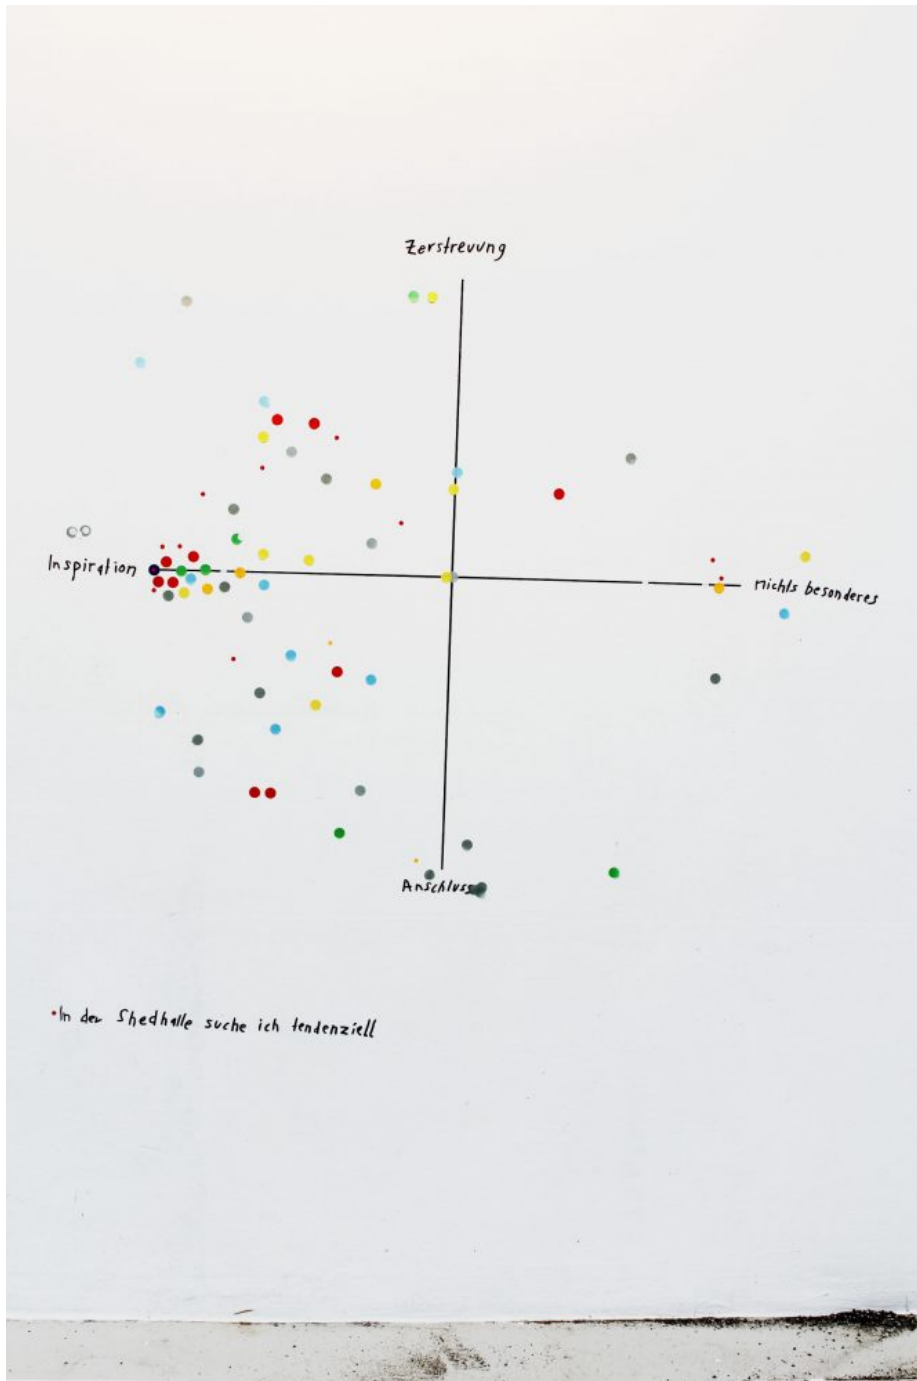 Zerstreuung
Inspiration
nichts besonderes
Anschluss
In der Shedhalle suche ich tendenziell